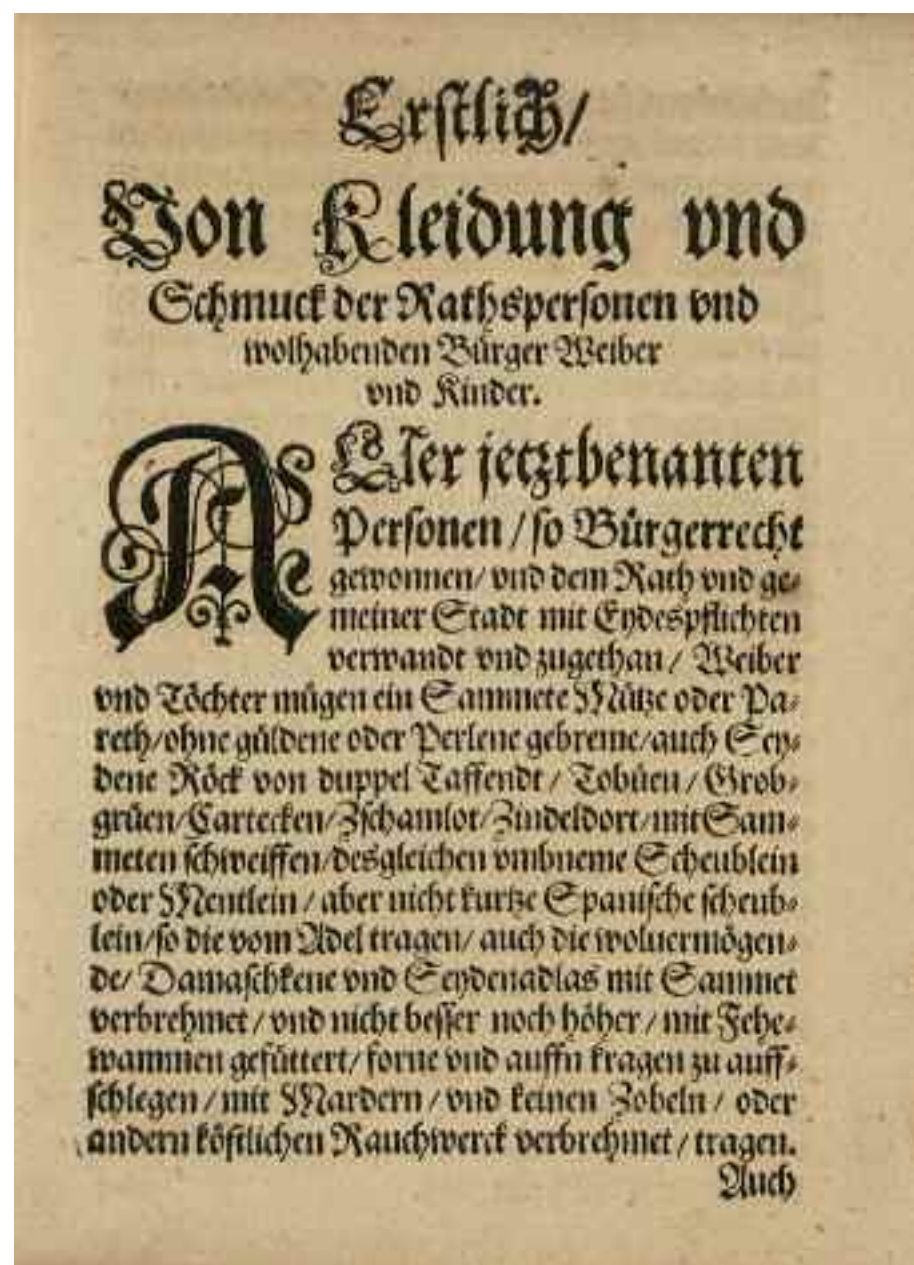 Erstlich/
Von Kleidung vnd
Schmuck der Rathspersonen vnd
wolhabenden Bürger Weiber
vnd Kinder.
ALler jetztbenanten
Personen / so Bürgerrecht
gewonnen / vnd dem Rath vnd ge-
meiner Stadt mit Eydespflichten
verwandt vnd zugethan / Weiber
vnd Töchter mügen ein Sammete Mütze oder Pa-
reth / ohne güldene oder Perlene gebreme / auch Sey-
dene Röck von duppel Taffendt / Tobüen / Grob-
grüen / Cartecken / Zschamlot / Zindeldort / mit Sam-
meten schweiffen / desgleichen vmbneme Scheublein
oder Mentlein / aber nicht kurtze Spanische scheub-
lein / so die vom Adel tragen / auch die woluermögen-
de / Damaschkene vnd Seydenadlas mit Sammet
verbrehmet / vnd nicht besser noch höher / mit Fehe-
wammen gefüttert / forne vnd auffn kragen zu auff-
schlegen / mit Mardern / vnd keinen Zobeln / oder
andern köstlichen Rauchwerck verbrehmet / tragen.
Auch